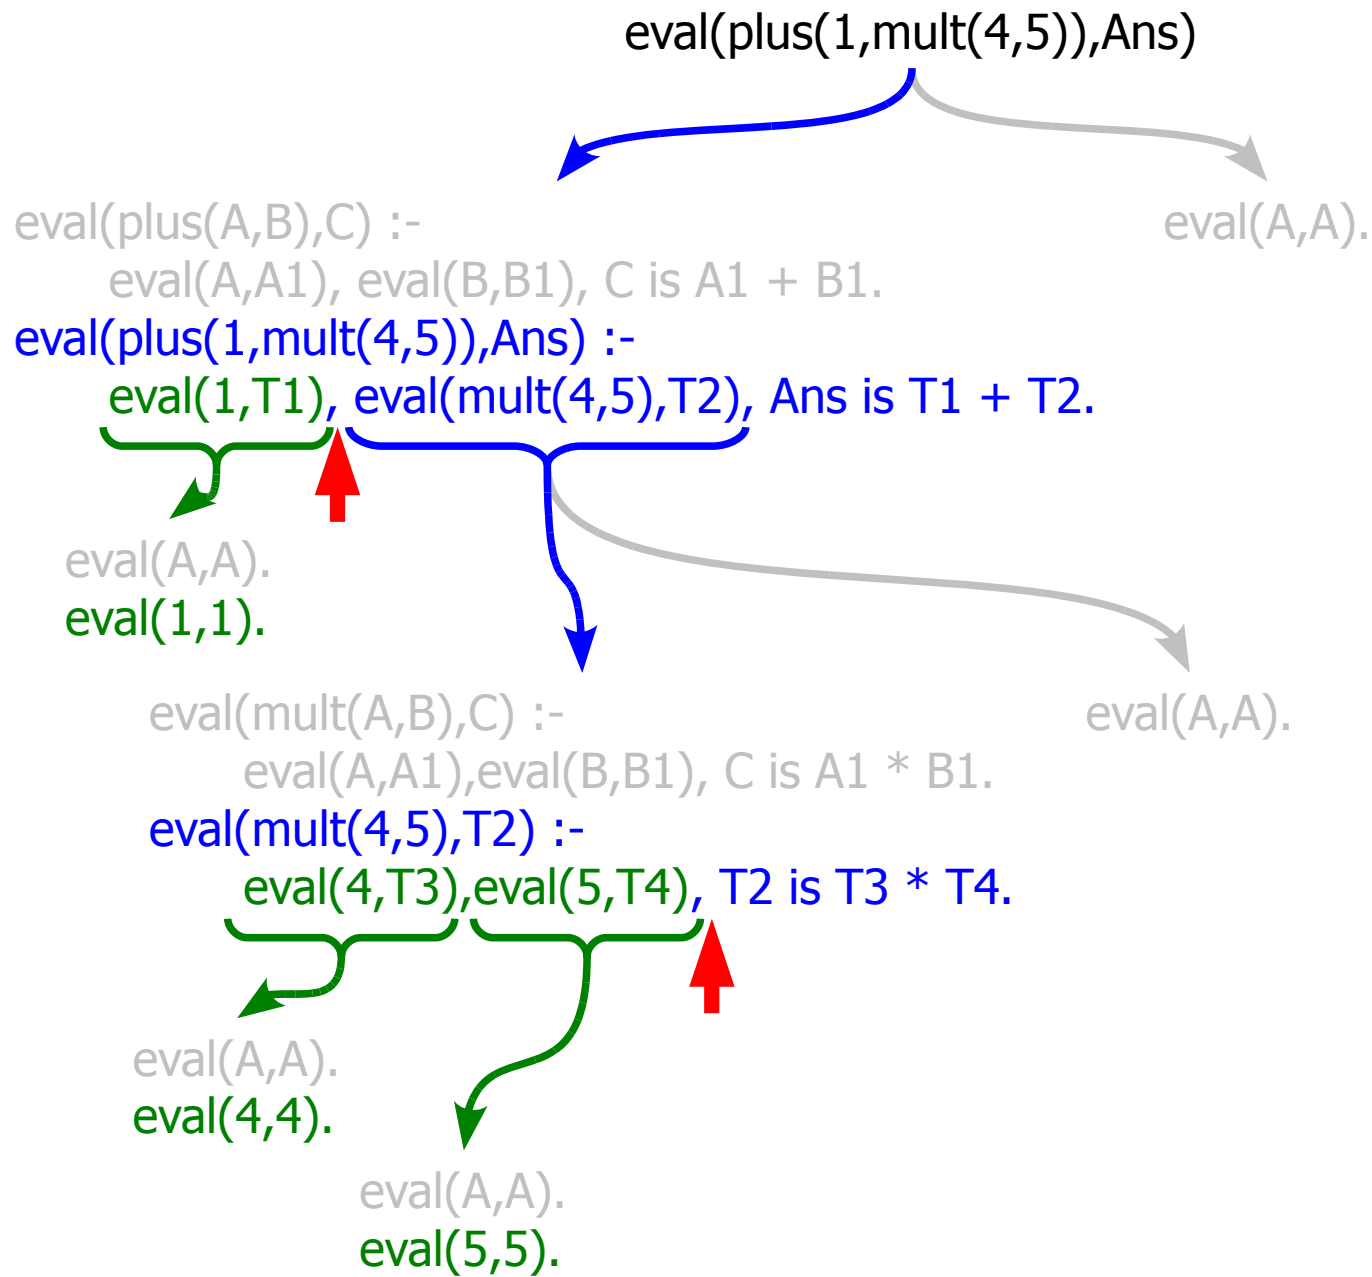 eval(plus(1,mult(4,5)),Ans)
eval(plus(A,B),C) :-
eval(A,A).
eval(A,A1), eval(B,B1), C is A1 + B1.
eval(plus(1,mult(4,5)),Ans) :-
eval(1,T1), eval(mult(4,5),T2), Ans is T1 + T2.
eval(A,A).
eval(1,1).
eval(mult(A,B),C) :-
eval(A,A).
eval(A,A1),eval(B,B1), C is A1 * B1.
eval(mult(4,5),T2) :-
eval(4,T3),eval(5,T4), T2 is T3 * T4.
eval(A,A).
eval(4,4).
eval(A,A).
eval(5,5).